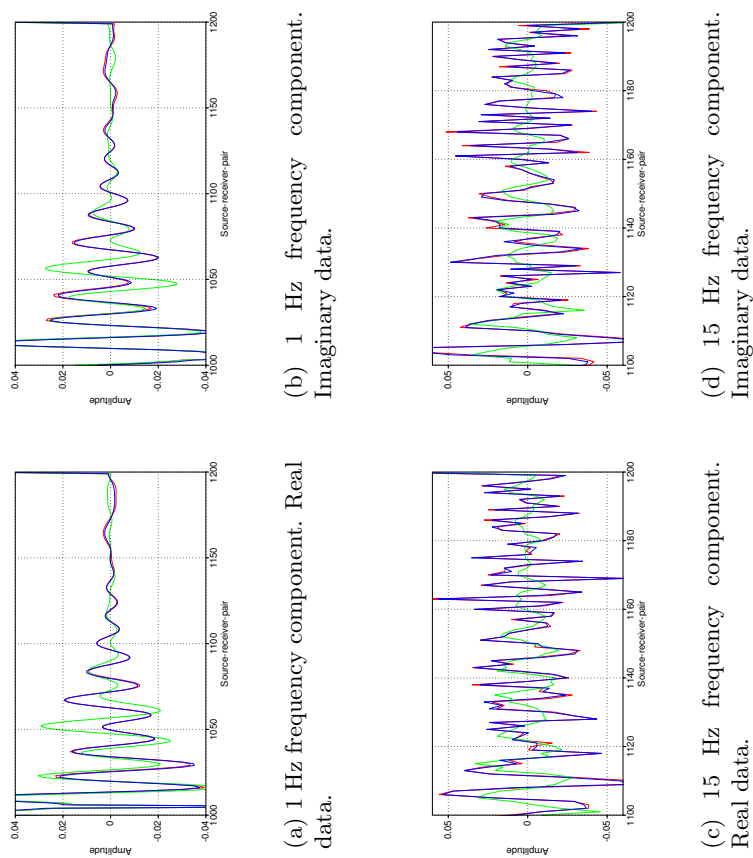 0.04
0.02
0
-0.02
-0.04
Amplitude
1000
1050
1100
1150
1200
Source-receiver-pair
(a) 1 Hz frequency component. Real
data.
0.04
0.02
0
-0.02
-0.04
Amplitude
1000
1050
1100
1150
1200
Source-receiver-pair
(b) 1 Hz frequency component.
Imaginary data.
0.05
0
-0.05
Amplitude
1100
1120
1140
1160
1180
1200
Source-receiver-pair
(c) 15 Hz frequency component.
Real data.
0.05
0
-0.05
Amplitude
1100
1120
1140
1160
1180
1200
Source-receiver-pair
(d) 15 Hz frequency component.
Imaginary data.